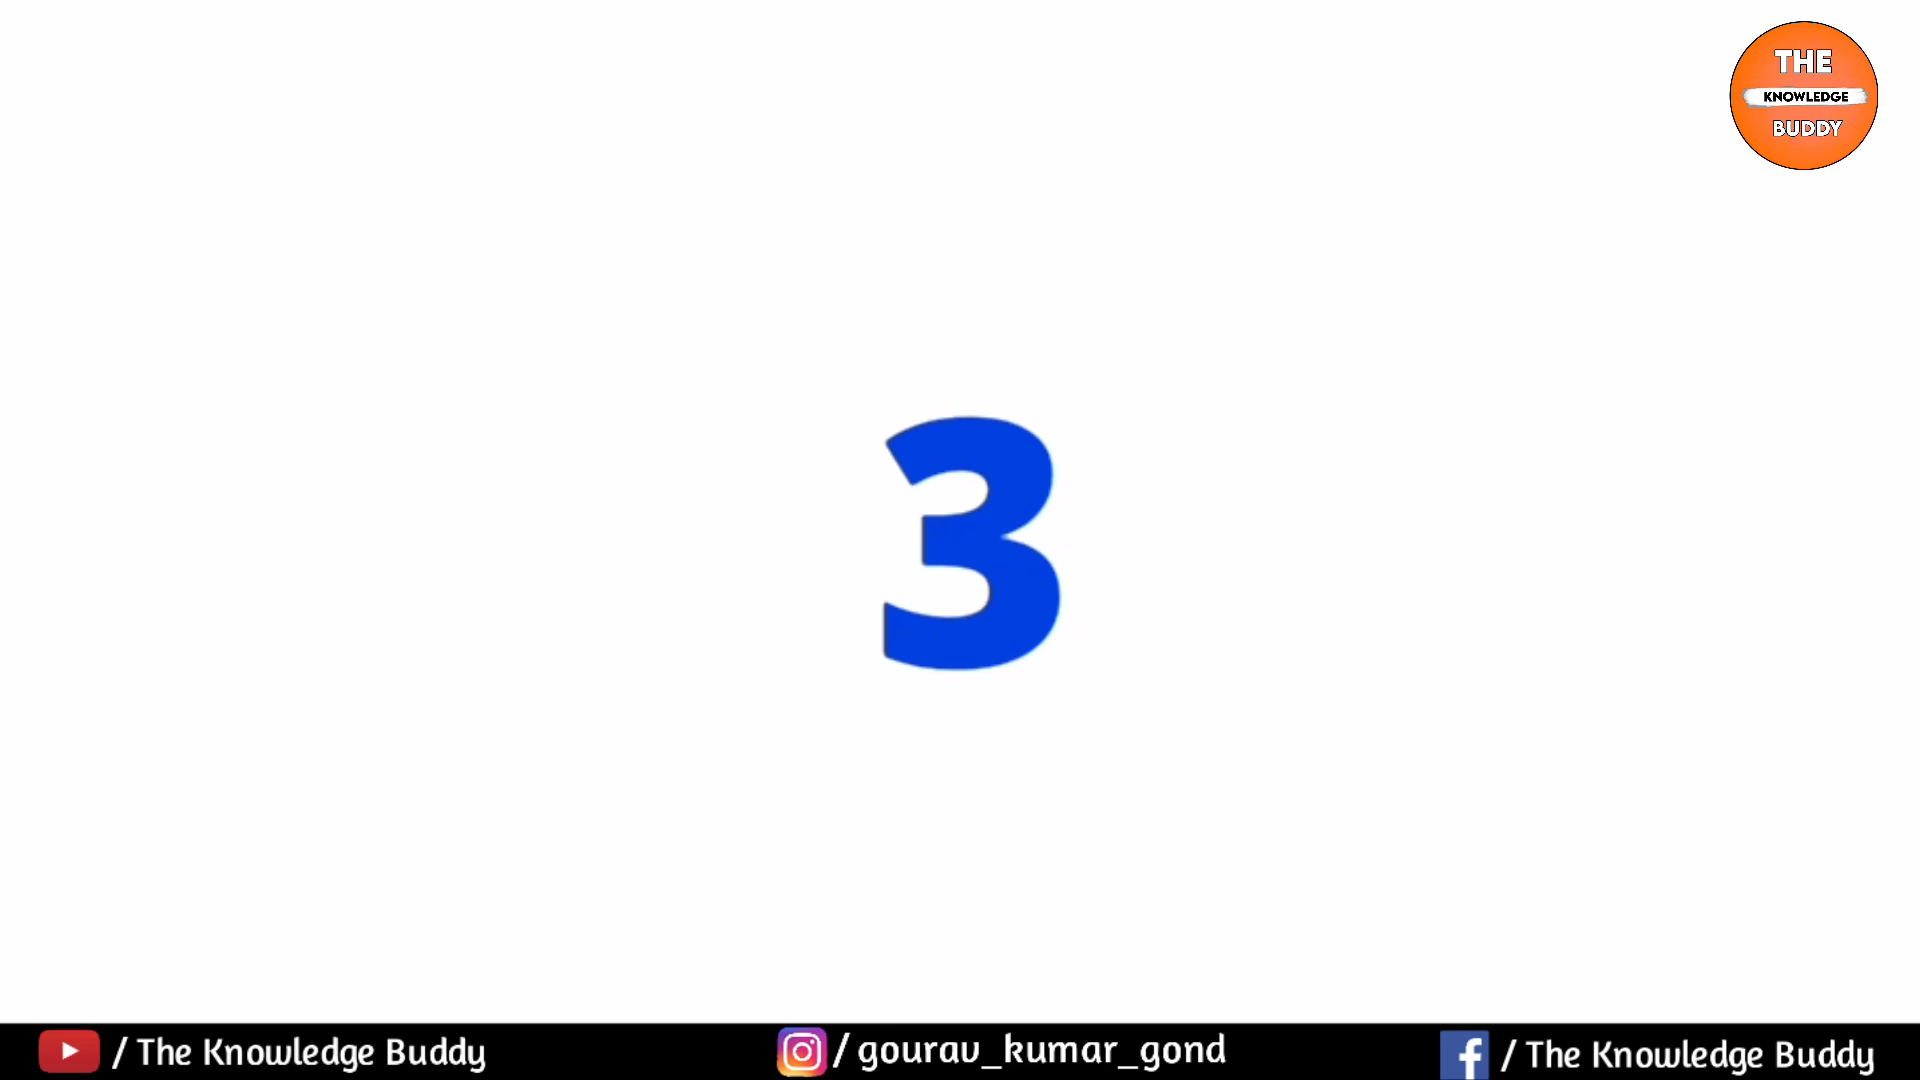 THE
KNOWLEDGE
BUDDY
3
/ The Knowledge Buddy
/ gourav_kumar_gond
/ The Knowledge Buddy